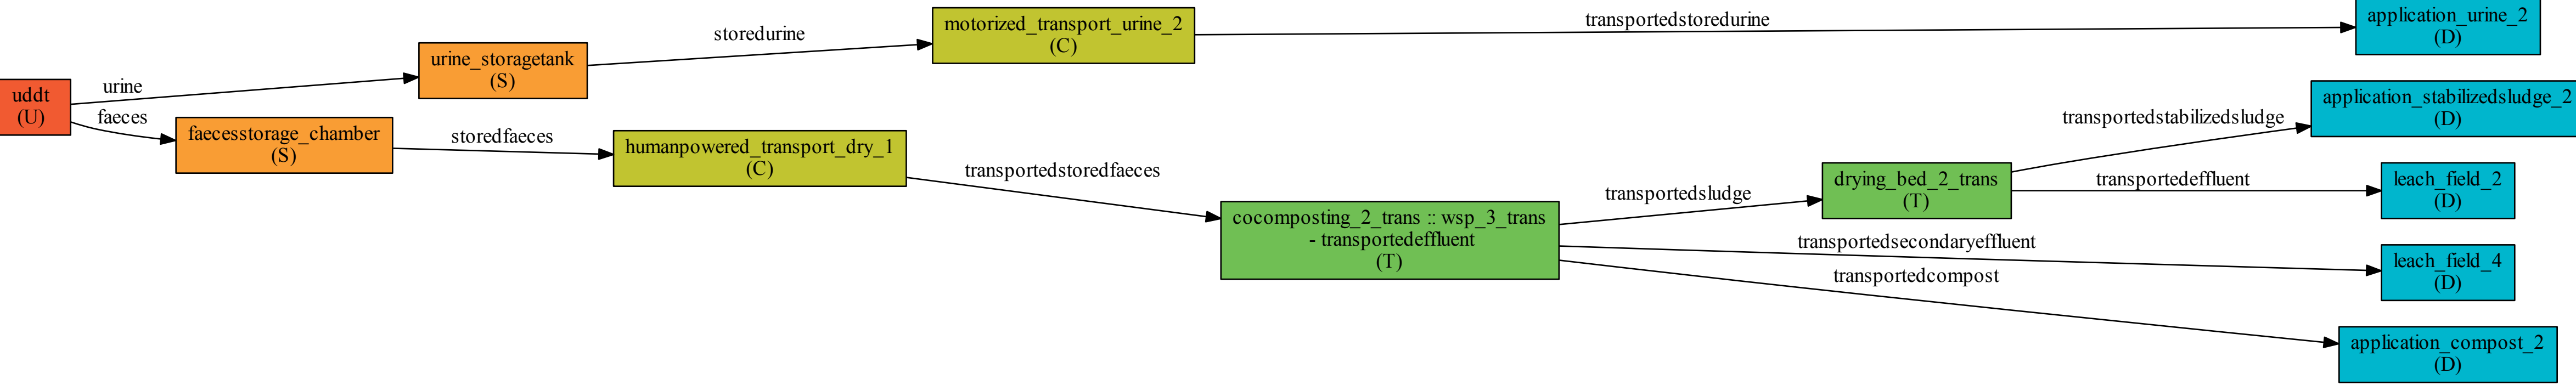 uddt
(U)
urine
faeces
urine_storagetank
(S)
faecesstorage_chamber
(S)
storedurine
storedfaeces
motorized_transport_urine_2
(C)
humanpowered_transport_dry_1
(C)
transportedstoredurine
transportedstoredfaeces
cocomposting_2_trans :: wsp_3_trans
- transportedeffluent
(T)
transportedsludge
transportedsecondaryeffluent
transportedcompost
drying_bed_2_trans
(T)
transportedstabilizedsludge
transportedeffluent
application_urine_2
(D)
application_stabilizedsludge_2
(D)
leach_field_2
(D)
leach_field_4
(D)
application_compost_2
(D)